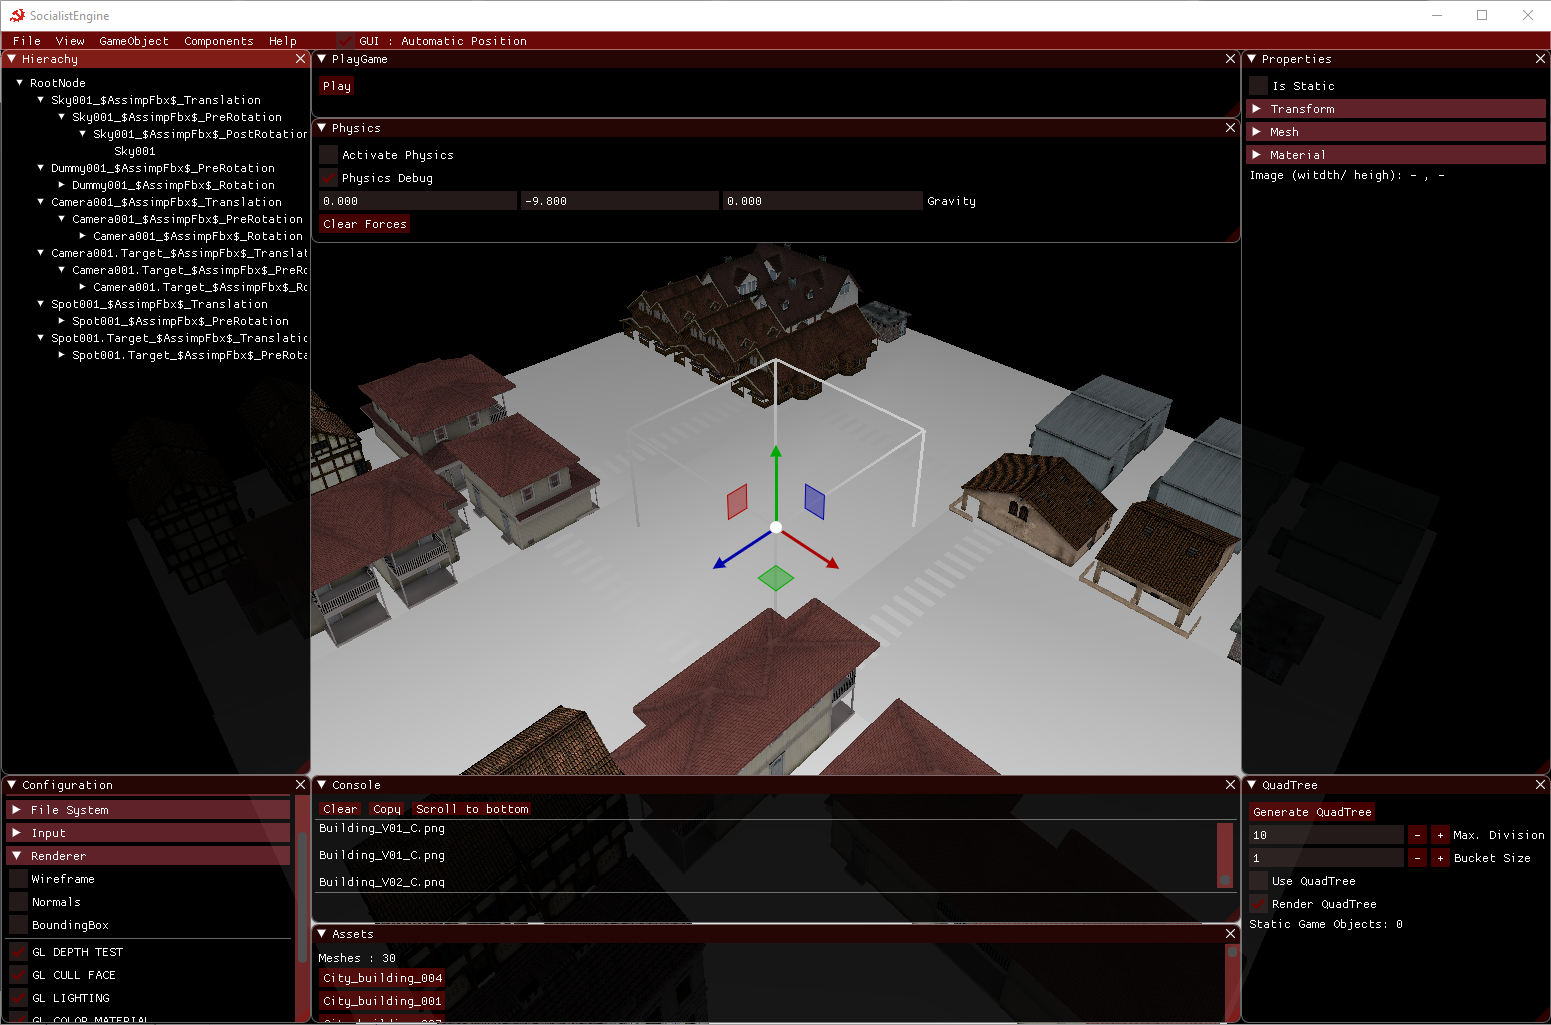 SocialistEngine
File View GameObject Components Help GUI : Automatic Position
Hierachy
RootNode
Sky001_$AssimpFbx$_Translation
Sky001_$AssimpFbx$_PreRotation
Sky001_$AssimpFbx$_PostRotation
Sky001
Dummy001_$AssimpFbx$_PreRotation
Dummy001_$AssimpFbx$_Rotation
Camera001_$AssimpFbx$_Translation
Camera001_$AssimpFbx$_PreRotation
Camera001_$AssimpFbx$_Rotation
Camera001.Target_$AssimpFbx$_Translat
Camera001.Target_$AssimpFbx$_PreRo
Camera001.Target_$AssimpFbx$_Ro
Spot001_$AssimpFbx$_Translation
Spot001_$AssimpFbx$_PreRotation
Spot001.Target_$AssimpFbx$_Translatio
Spot001.Target_$AssimpFbx$_PreRota
PlayGame
Play
Physics
Activate Physics
Physics Debug
0.000 -9.800 0.000 Gravity
Clear Forces
Properties
Is Static
Transform
Mesh
Material
Image (witdth/ heigh): - , -
Configuration
File System
Input
Renderer
Wireframe
Normals
BoundingBox
GL DEPTH TEST
GL CULL FACE
GL LIGHTING
GL COLOR MATERIAL
Console
Clear Copy Scroll to bottom
Building_V01_C.png
Building_V01_C.png
Building_V02_C.png
Assets
Meshes : 30
City_building_004
City_building_001
QuadTree
Generate QuadTree
10 - + Max. Division
1 - + Bucket Size
Use QuadTree
Render QuadTree
Static Game Objects: 0